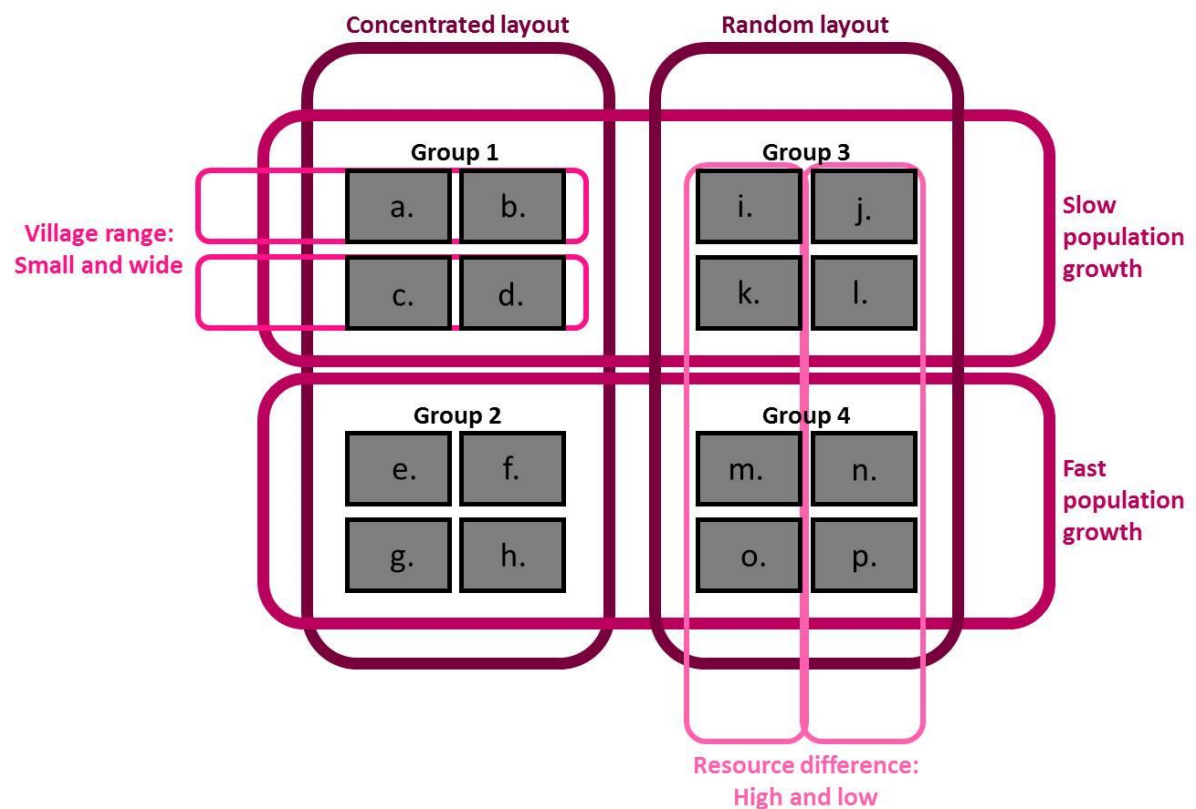 Concentrated layout
Random layout
Group 1
Group 3
a.
b.
i.
j.
Village range:
Small and wide
Slow
population
growth
c.
d.
k.
l.
Group 2
Group 4
e.
f.
m.
n.
Fast
population
growth
g.
h.
o.
p.
Resource difference:
High and low